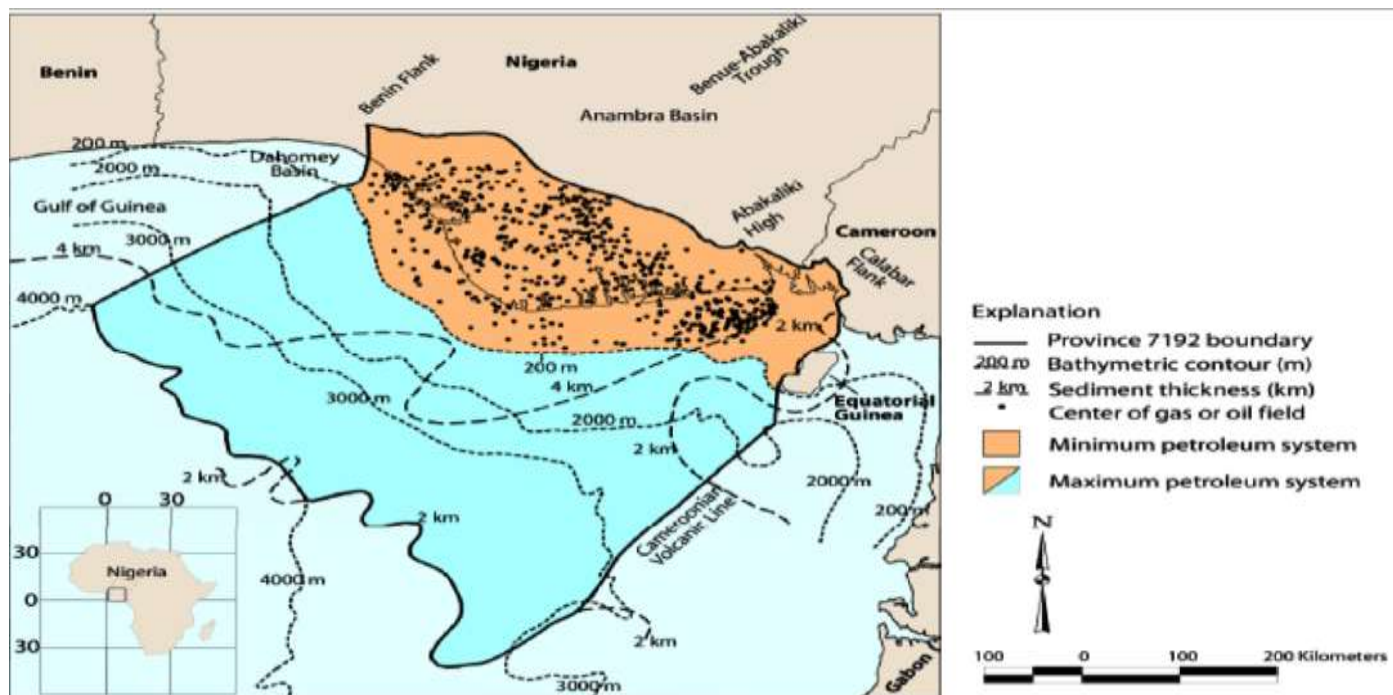 Benin
Nigeria
Benin Flank
Benue-Abakaliki
Trough
Anambra Basin
200 m
2000 m
Dahomey
Basin
Gulf of Guinea
3000 m
4 km
4000 m
Abakaliki
High
Cameroon
Calabar
Flank
2 km
200 m
4 km
3000 m
2000 m
Equatorial
Guinea
2 km
2 km
2 km
2000 m
200 m
Cameroonian
Volcanic Line
4000 m
2 km
3000 m
Gabon
0 30
30
Nigeria
0
30
Explanation
Province 7192 boundary
200 m Bathymetric contour (m)
2 km Sediment thickness (km)
Center of gas or oil field
Minimum petroleum system
Maximum petroleum system
N
100 0 100 200 Kilometers